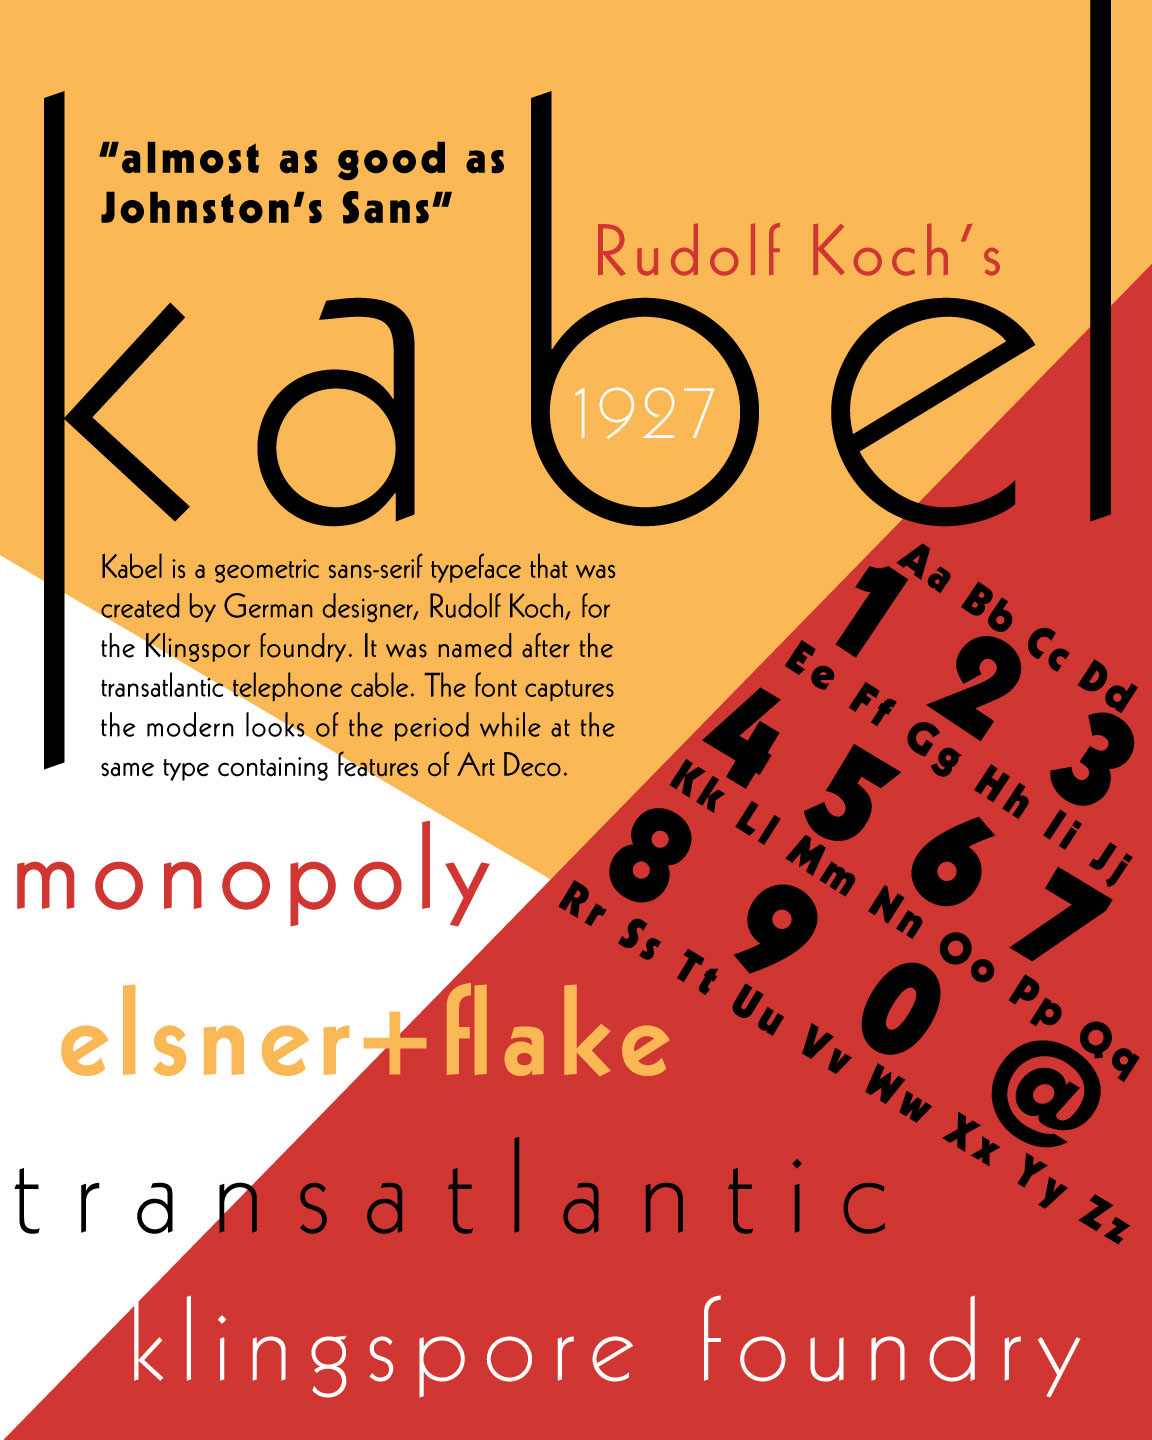 "almost as good as
Johnston's Sans"
Rudolf Koch's
kabel
1927
Kabel is a geometric sans-serif typeface that was
created by German designer, Rudolf Koch, for
the Klingspor foundry. It was named after the
transatlantic telephone cable. The font captures
the modern looks of the period while at the
same type containing features of Art Deco.
Aa Bb Cc Dd
1 2 3
Ee Ff Gg Hh Ii Jj
4 5 6 7
Kk Ll Mm Nn Oo Pp Qq
8 9 0 @
Rr Ss Tt Uu Vv Ww Xx Yy Zz
monopoly
elsner+flake
transatlantic
klingspore foundry